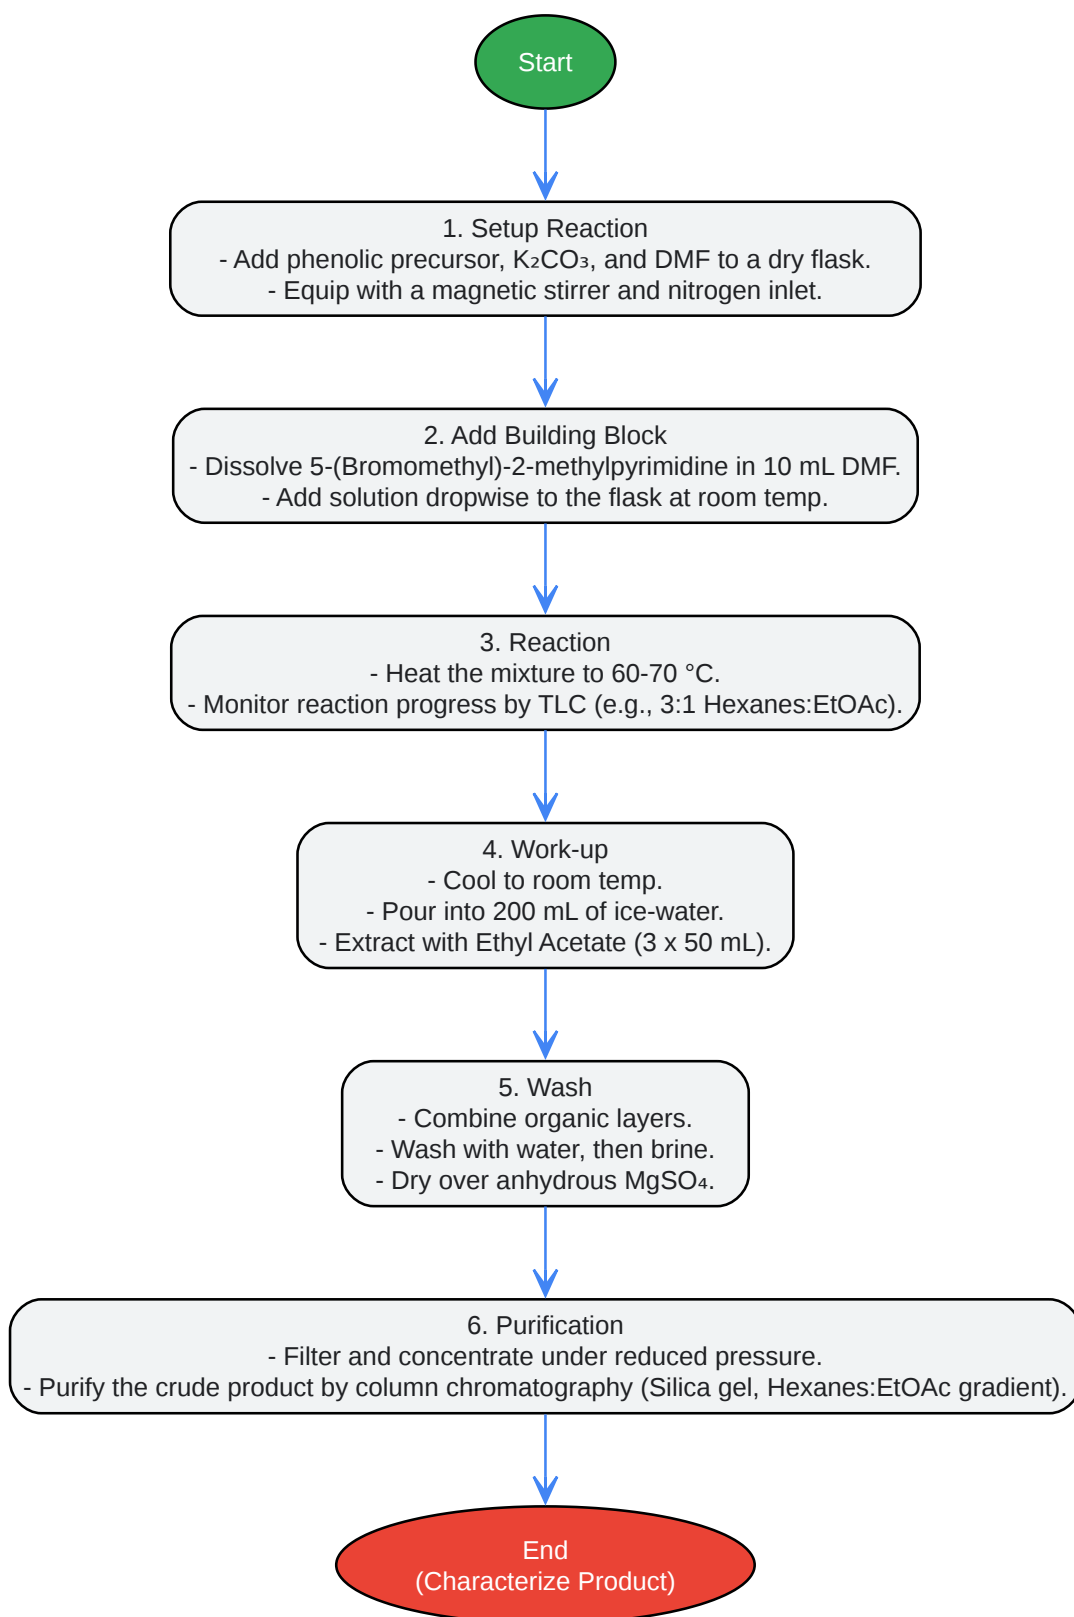 Start
1. Setup Reaction
- Add phenolic precursor, K₂CO₃, and DMF to a dry flask.
- Equip with a magnetic stirrer and nitrogen inlet.
2. Add Building Block
- Dissolve 5-(Bromomethyl)-2-methylpyrimidine in 10 mL DMF.
- Add solution dropwise to the flask at room temp.
3. Reaction
- Heat the mixture to 60-70 °C.
- Monitor reaction progress by TLC (e.g., 3:1 Hexanes:EtOAc).
4. Work-up
- Cool to room temp.
- Pour into 200 mL of ice-water.
- Extract with Ethyl Acetate (3 x 50 mL).
5. Wash
- Combine organic layers.
- Wash with water, then brine.
- Dry over anhydrous MgSO₄.
6. Purification
- Filter and concentrate under reduced pressure.
- Purify the crude product by column chromatography (Silica gel, Hexanes:EtOAc gradient).
End
(Characterize Product)